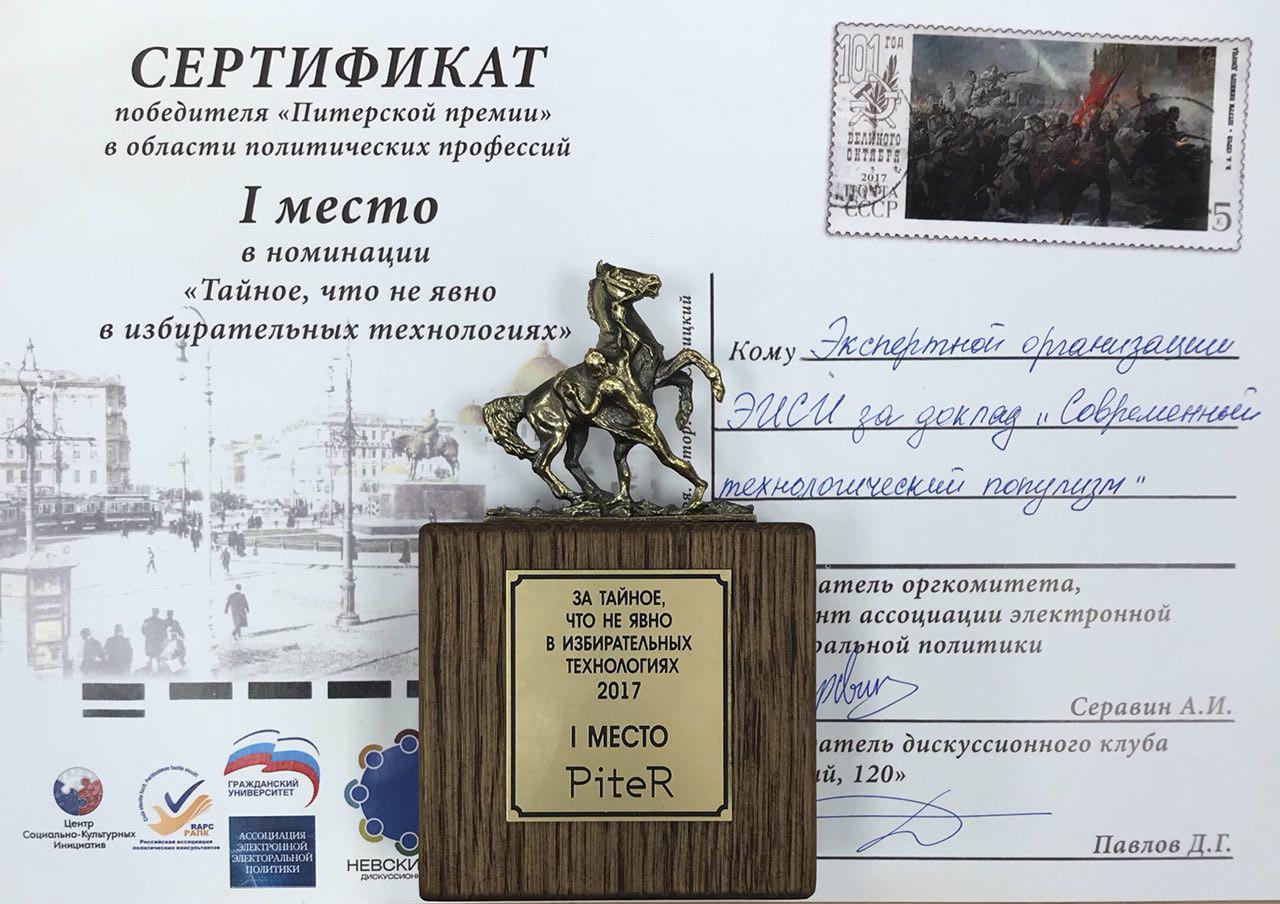 СЕРТИФИКАТ
победителя «Питерской премии»
в области политических профессий
I место
в номинации
«Тайное, что не явно
в избирательных технологиях»
101 ГОД
ВЕЛИКОГО
ОКТЯБРЯ
2017
ПОЧТА
СССР
5
К
Кому Экспертной организации
ЭИСИ за доклад "Современный
технологический популизм"
атель оргкомитета,
нт ассоциации электронной
ральной политики
Серавин А.И.
атель дискуссионного клуба
ий, 120»
Павлов Д.Г.
ЗА ТАЙНОЕ,
ЧТО НЕ ЯВНО
В ИЗБИРАТЕЛЬНЫХ
ТЕХНОЛОГИЯХ
2017
I МЕСТО
PiteR
Центр
Социально-Культурных
Инициатив
RAPC
РАПК
Российская ассоциация
политических консультантов
ГРАЖДАНСКИЙ
УНИВЕРСИТЕТ
АССОЦИАЦИЯ
ЭЛЕКТРОННОЙ
ЭЛЕКТОРАЛЬНОЙ
ПОЛИТИКИ
НЕВСКИ
ДИСКУССИОН